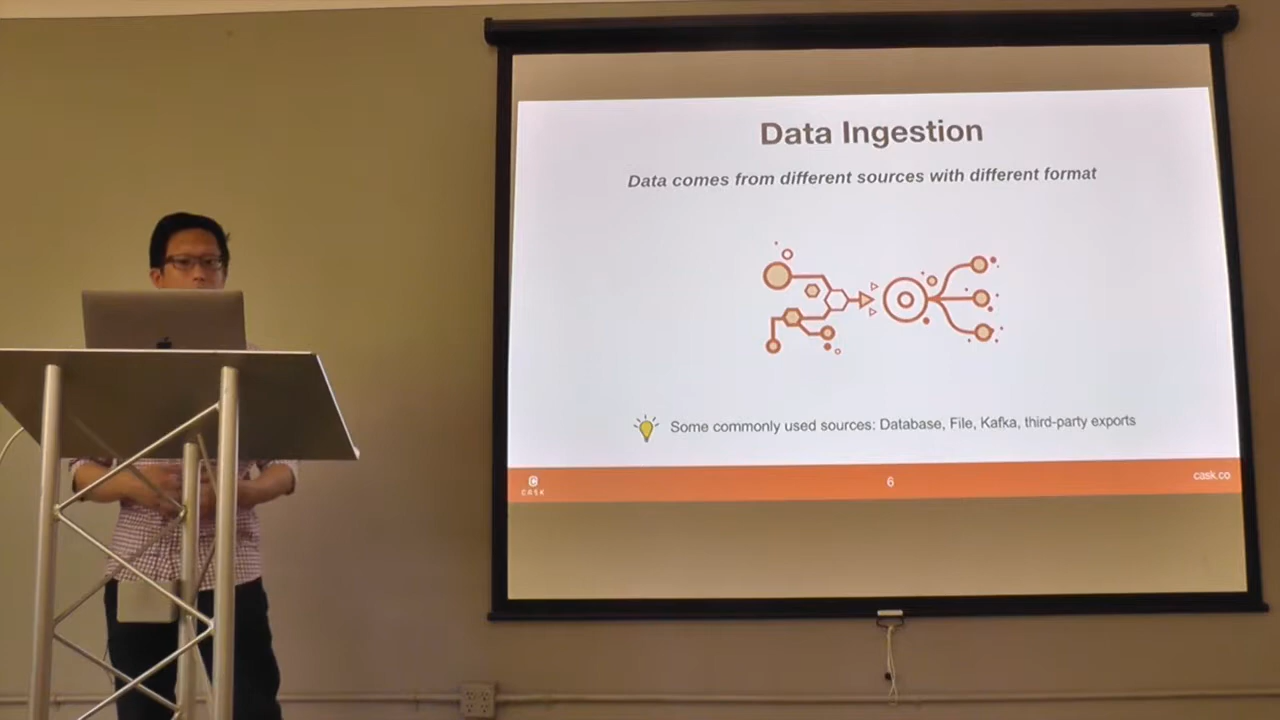 Data Ingestion
Data comes from different sources with different format
Some commonly used sources: Database, File, Kafka, third-party exports
CASK
6
cask.co